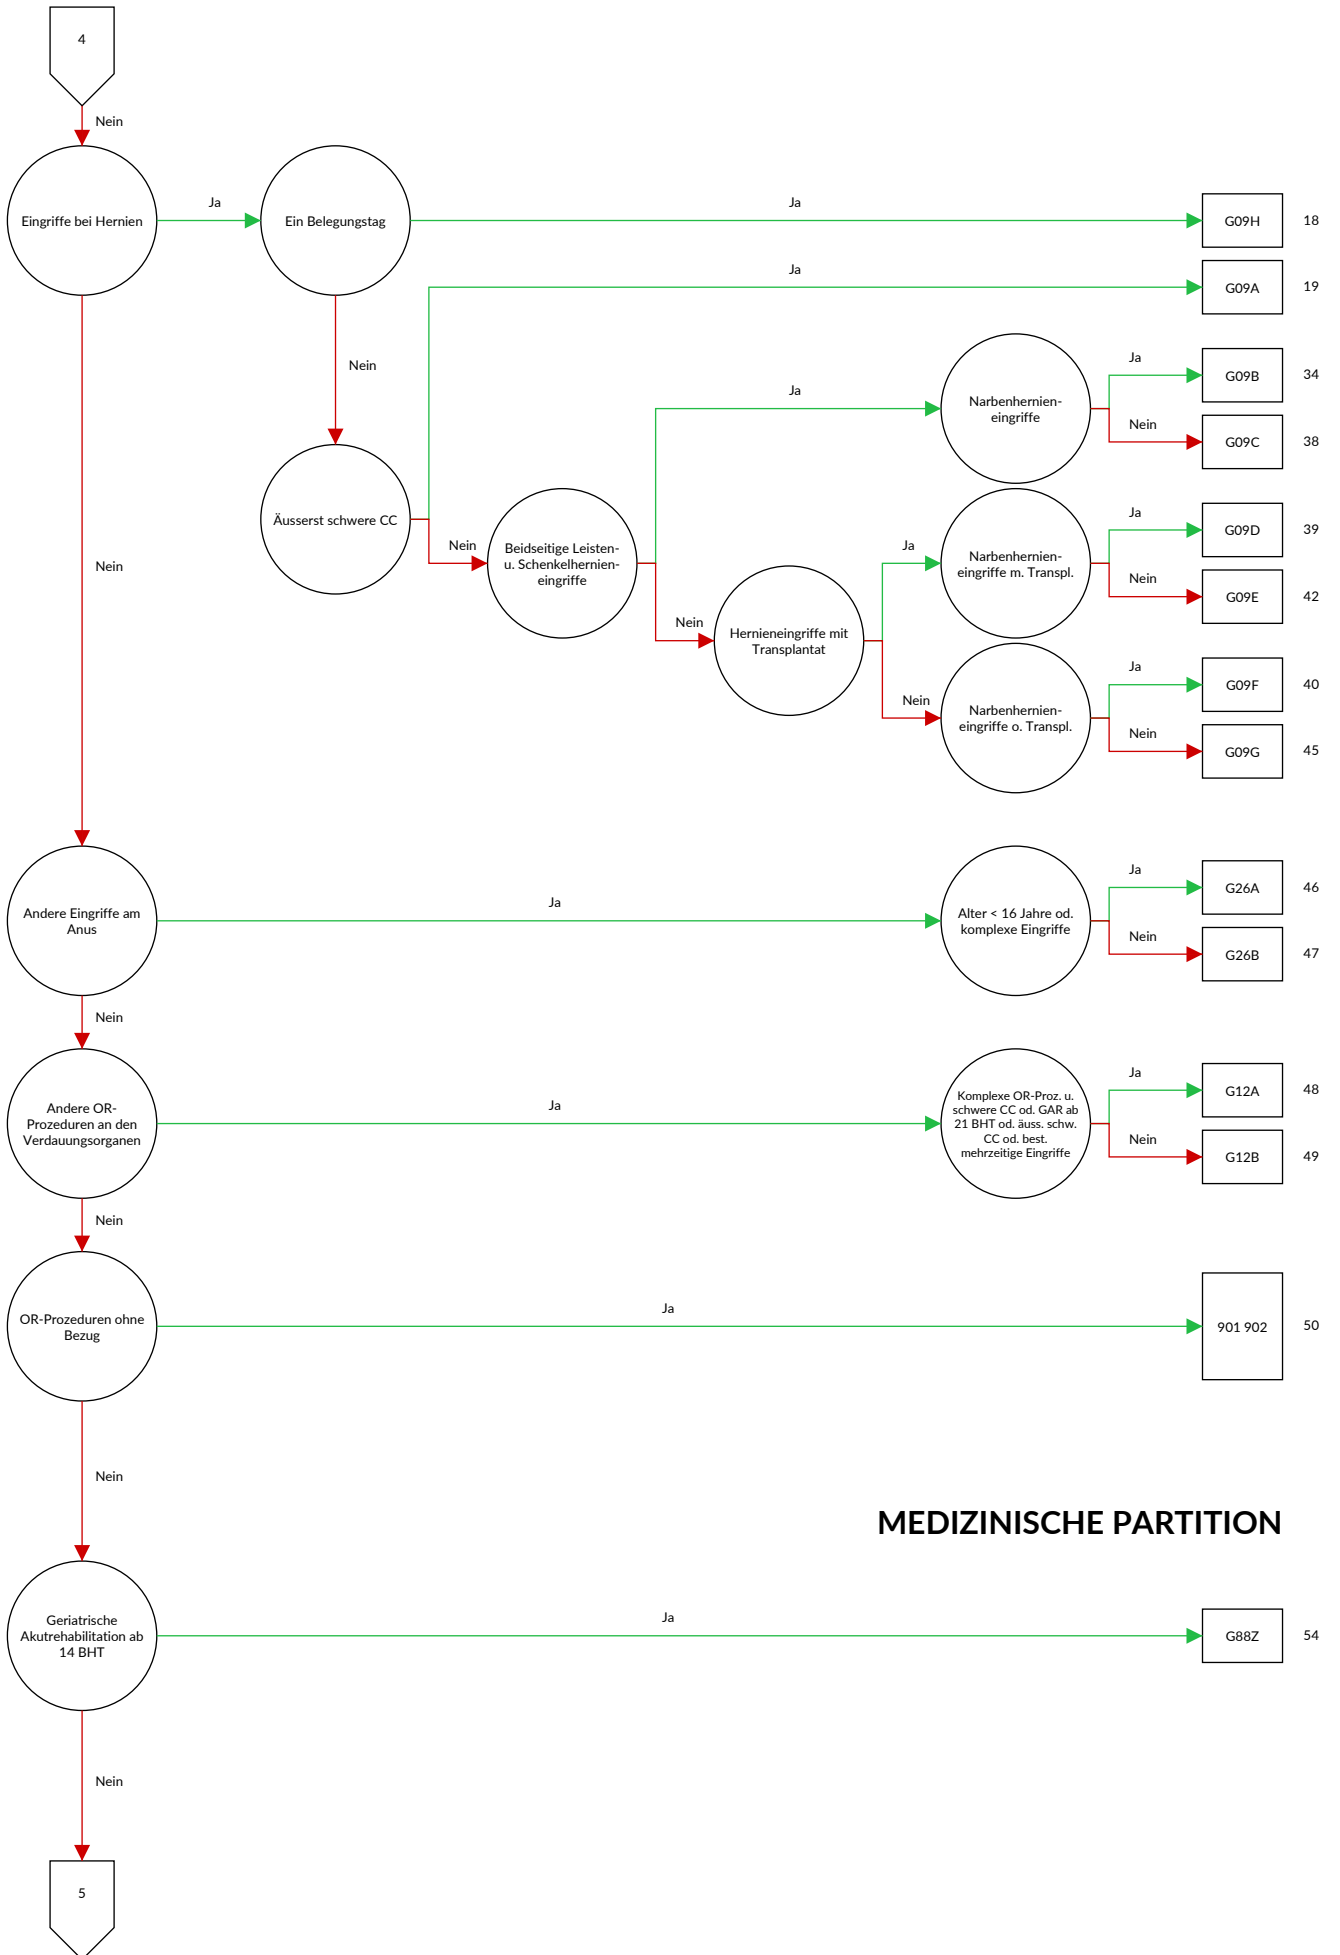 4
Nein
Eingriffe bei Hernien
Ja
Ein Belegungstag
Ja
G09H
18
Ja
G09A
19
Nein
Äusserst schwere CC
Nein
Beidseitige Leisten-
u. Schenkelhernien-
eingriffe
Ja
Narbenhernien-
eingriffe
Ja
G09B
34
Nein
G09C
38
Nein
Hernieneingriffe mit
Transplantat
Ja
Narbenhernien-
eingriffe m. Transpl.
Ja
G09D
39
Nein
G09E
42
Nein
Narbenhernien-
eingriffe o. Transpl.
Ja
G09F
40
Nein
G09G
45
Nein
Andere Eingriffe am
Anus
Ja
Alter < 16 Jahre od.
komplexe Eingriffe
Ja
G26A
46
Nein
G26B
47
Nein
Andere OR-
Prozeduren an den
Verdauungsorganen
Ja
Komplexe OR-Proz. u.
schwere CC od. GAR ab
21 BHT od. äuss. schw.
CC od. best.
mehrzeitige Eingriffe
Ja
G12A
48
Nein
G12B
49
Nein
OR-Prozeduren ohne
Bezug
Ja
901 902
50
Nein
MEDIZINISCHE PARTITION
Geriatrische
Akutrehabilitation ab
14 BHT
Ja
G88Z
54
Nein
5